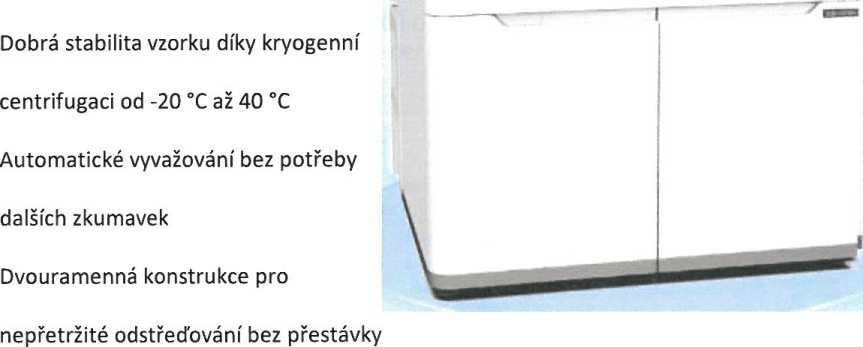 Dobrá stabilita vzorku díky kryogenní
centrifugaci od -20 °C až 40 °C
Automatické vyvažování bez potřeby
dalších zkumavek
Dvouramenná konstrukce pro
nepřetržité odstřeďování bez přestávky